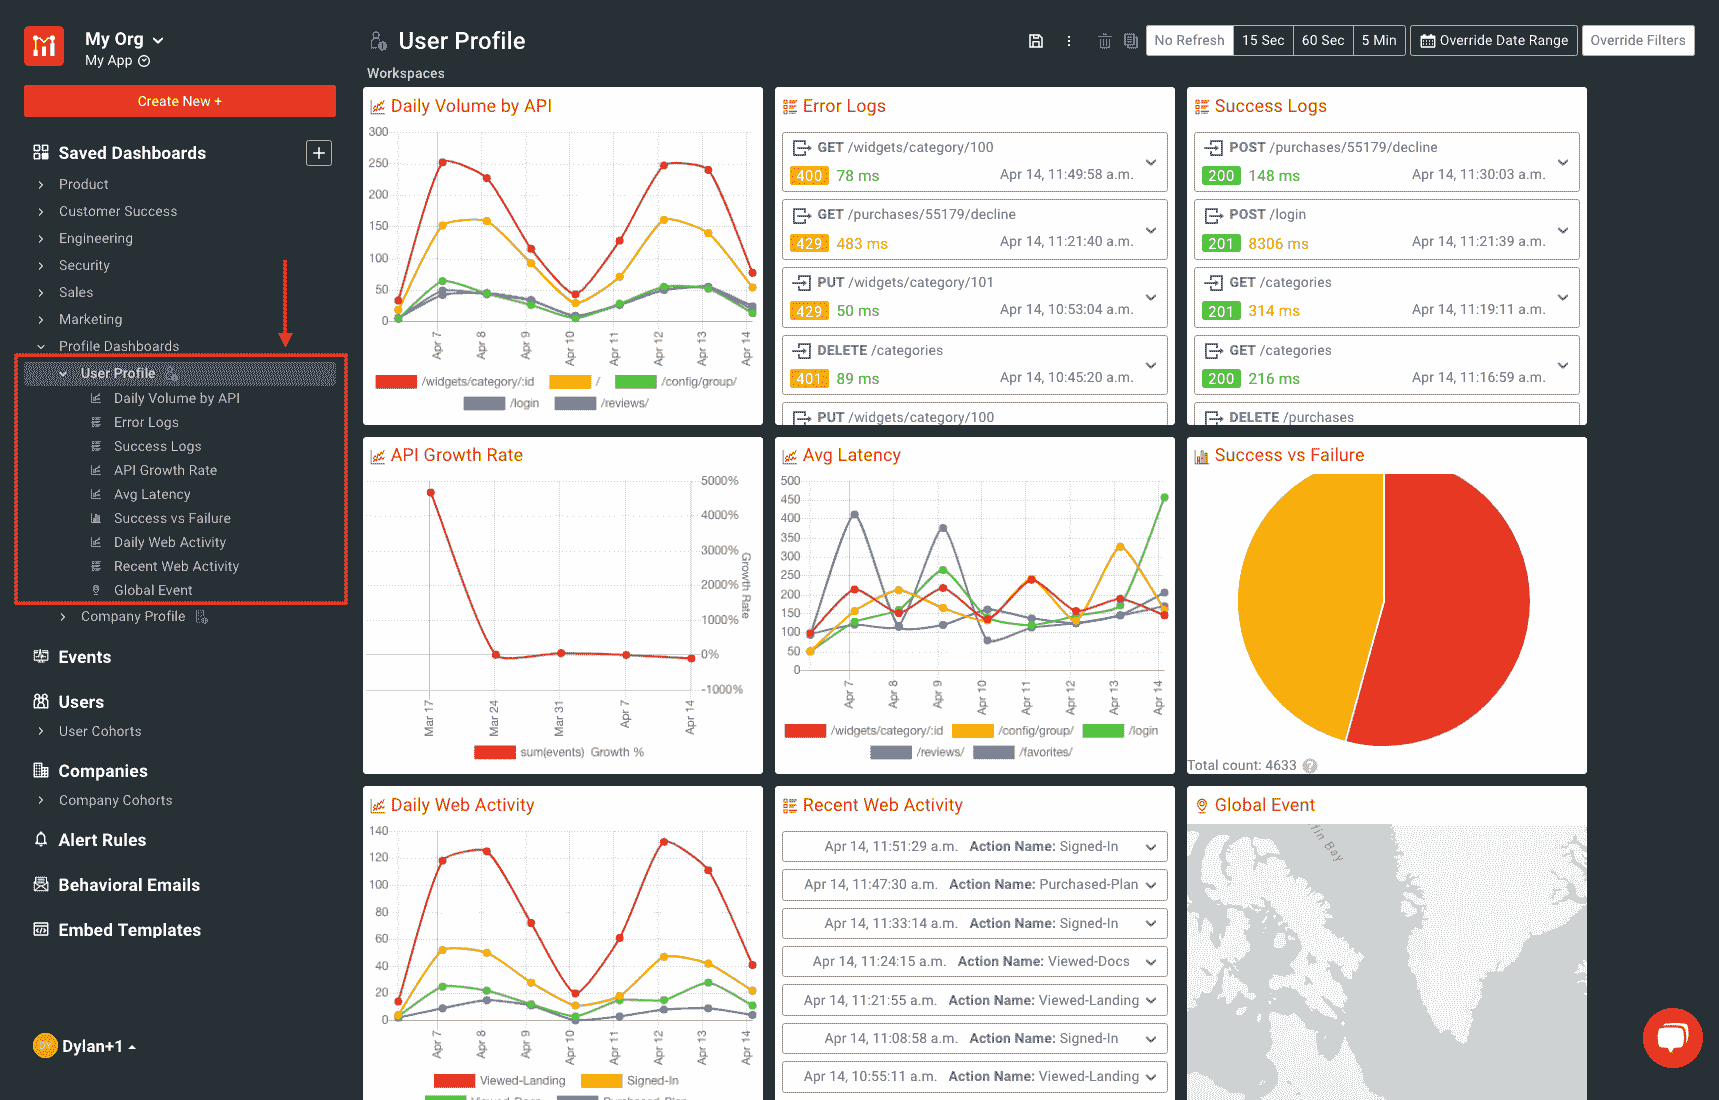 My Org
My App
Create New +
Saved Dashboards
+
Product
Customer Success
Engineering
Security
Sales
Marketing
Profile Dashboards
User Profile
Daily Volume by API
Error Logs
Success Logs
API Growth Rate
Avg Latency
Success vs Failure
Daily Web Activity
Recent Web Activity
Global Event
Company Profile
Events
Users
User Cohorts
Companies
Company Cohorts
Alert Rules
Behavioral Emails
Embed Templates
DY Dylan+1
User Profile
No Refresh 15 Sec 60 Sec 5 Min Override Date Range Override Filters
Workspaces
Daily Volume by API
300
250
200
150
100
50
0
Apr 7 Apr 8 Apr 9 Apr 10 Apr 11 Apr 12 Apr 13 Apr 14
/widgets/category/:id / /config/group/
/login /reviews/
Error Logs
GET /widgets/category/100
400 78 ms Apr 14, 11:49:58 a.m.
GET /purchases/55179/decline
429 483 ms Apr 14, 11:21:40 a.m.
PUT /widgets/category/101
429 50 ms Apr 14, 10:53:04 a.m.
DELETE /categories
401 89 ms Apr 14, 10:45:20 a.m.
PUT /widgets/category/100
Success Logs
POST /purchases/55179/decline
200 148 ms Apr 14, 11:30:03 a.m.
POST /login
201 8306 ms Apr 14, 11:21:39 a.m.
GET /categories
201 314 ms Apr 14, 11:19:11 a.m.
GET /categories
200 216 ms Apr 14, 11:16:59 a.m.
DELETE /purchases
API Growth Rate
5000%
4000%
3000%
2000%
1000%
0%
-1000%
Growth Rate
Mar 17 Mar 24 Mar 31 Apr 7 Apr 14
sum(events) Growth %
Avg Latency
500
450
400
350
300
250
200
150
100
50
0
Apr 7 Apr 8 Apr 9 Apr 10 Apr 11 Apr 12 Apr 13 Apr 14
/widgets/category/:id /config/group/ /login
/reviews/ /favorites/
Success vs Failure
Total count: 4633 ?
Daily Web Activity
140
120
100
80
60
40
20
0
Apr 7 Apr 8 Apr 9 Apr 10 Apr 11 Apr 12 Apr 13 Apr 14
Viewed-Landing Signed-In
Viewed-Docs Purchased-Plan
Recent Web Activity
Apr 14, 11:51:29 a.m. Action Name: Signed-In
Apr 14, 11:47:30 a.m. Action Name: Purchased-Plan
Apr 14, 11:33:14 a.m. Action Name: Signed-In
Apr 14, 11:24:15 a.m. Action Name: Viewed-Docs
Apr 14, 11:21:55 a.m. Action Name: Viewed-Landing
Apr 14, 11:08:58 a.m. Action Name: Signed-In
Apr 14, 10:55:11 a.m. Action Name: Viewed-Landing
Global Event
ffin Bay